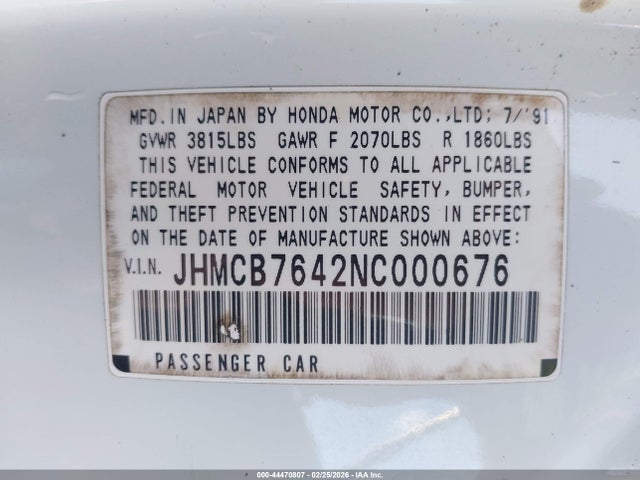 MFD. IN JAPAN BY HONDA MOTOR CO.,LTD; 7/'91
GVWR 3815LBS GAWR F 2070LBS R 1860LBS
THIS VEHICLE CONFORMS TO ALL APPLICABLE
FEDERAL MOTOR VEHICLE SAFETY, BUMPER,
AND THEFT PREVENTION STANDARDS IN EFFECT
ON THE DATE OF MANUFACTURE SHOWN ABOVE:
V.I.N. JHMCB7642NC000676
PASSENGER CAR
000-44470807 - 02/25/2026 - IAA Inc.